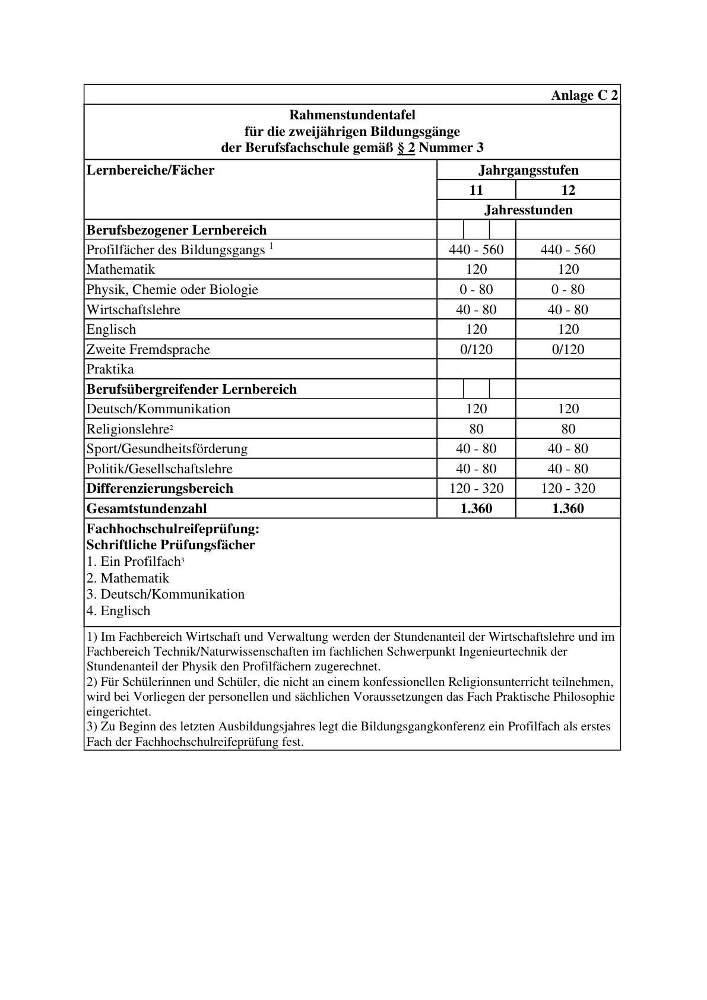 Anlage C 2
Rahmenstundentafel
für die zweijährigen Bildungsgänge
der Berufsfachschule gemäß § 2 Nummer 3
Lernbereiche/Fächer Jahrgangsstufen
11 12
Jahresstunden
Berufsbezogener Lernbereich
Profilfächer des Bildungsgangs ¹ 440 - 560 440 - 560
Mathematik 120 120
Physik, Chemie oder Biologie 0 - 80 0 - 80
Wirtschaftslehre 40 - 80 40 - 80
Englisch 120 120
Zweite Fremdsprache 0/120 0/120
Praktika
Berufsübergreifender Lernbereich
Deutsch/Kommunikation 120 120
Religionslehre² 80 80
Sport/Gesundheitsförderung 40 - 80 40 - 80
Politik/Gesellschaftslehre 40 - 80 40 - 80
Differenzierungsbereich 120 - 320 120 - 320
Gesamtstundenzahl 1.360 1.360
Fachhochschulreifeprüfung:
Schriftliche Prüfungsfächer
1. Ein Profilfach³
2. Mathematik
3. Deutsch/Kommunikation
4. Englisch
1) Im Fachbereich Wirtschaft und Verwaltung werden der Stundenanteil der Wirtschaftslehre und im
Fachbereich Technik/Naturwissenschaften im fachlichen Schwerpunkt Ingenieurtechnik der
Stundenanteil der Physik den Profilfächern zugerechnet.
2) Für Schülerinnen und Schüler, die nicht an einem konfessionellen Religionsunterricht teilnehmen,
wird bei Vorliegen der personellen und sächlichen Voraussetzungen das Fach Praktische Philosophie
eingerichtet.
3) Zu Beginn des letzten Ausbildungsjahres legt die Bildungsgangkonferenz ein Profilfach als erstes
Fach der Fachhochschulreifeprüfung fest.